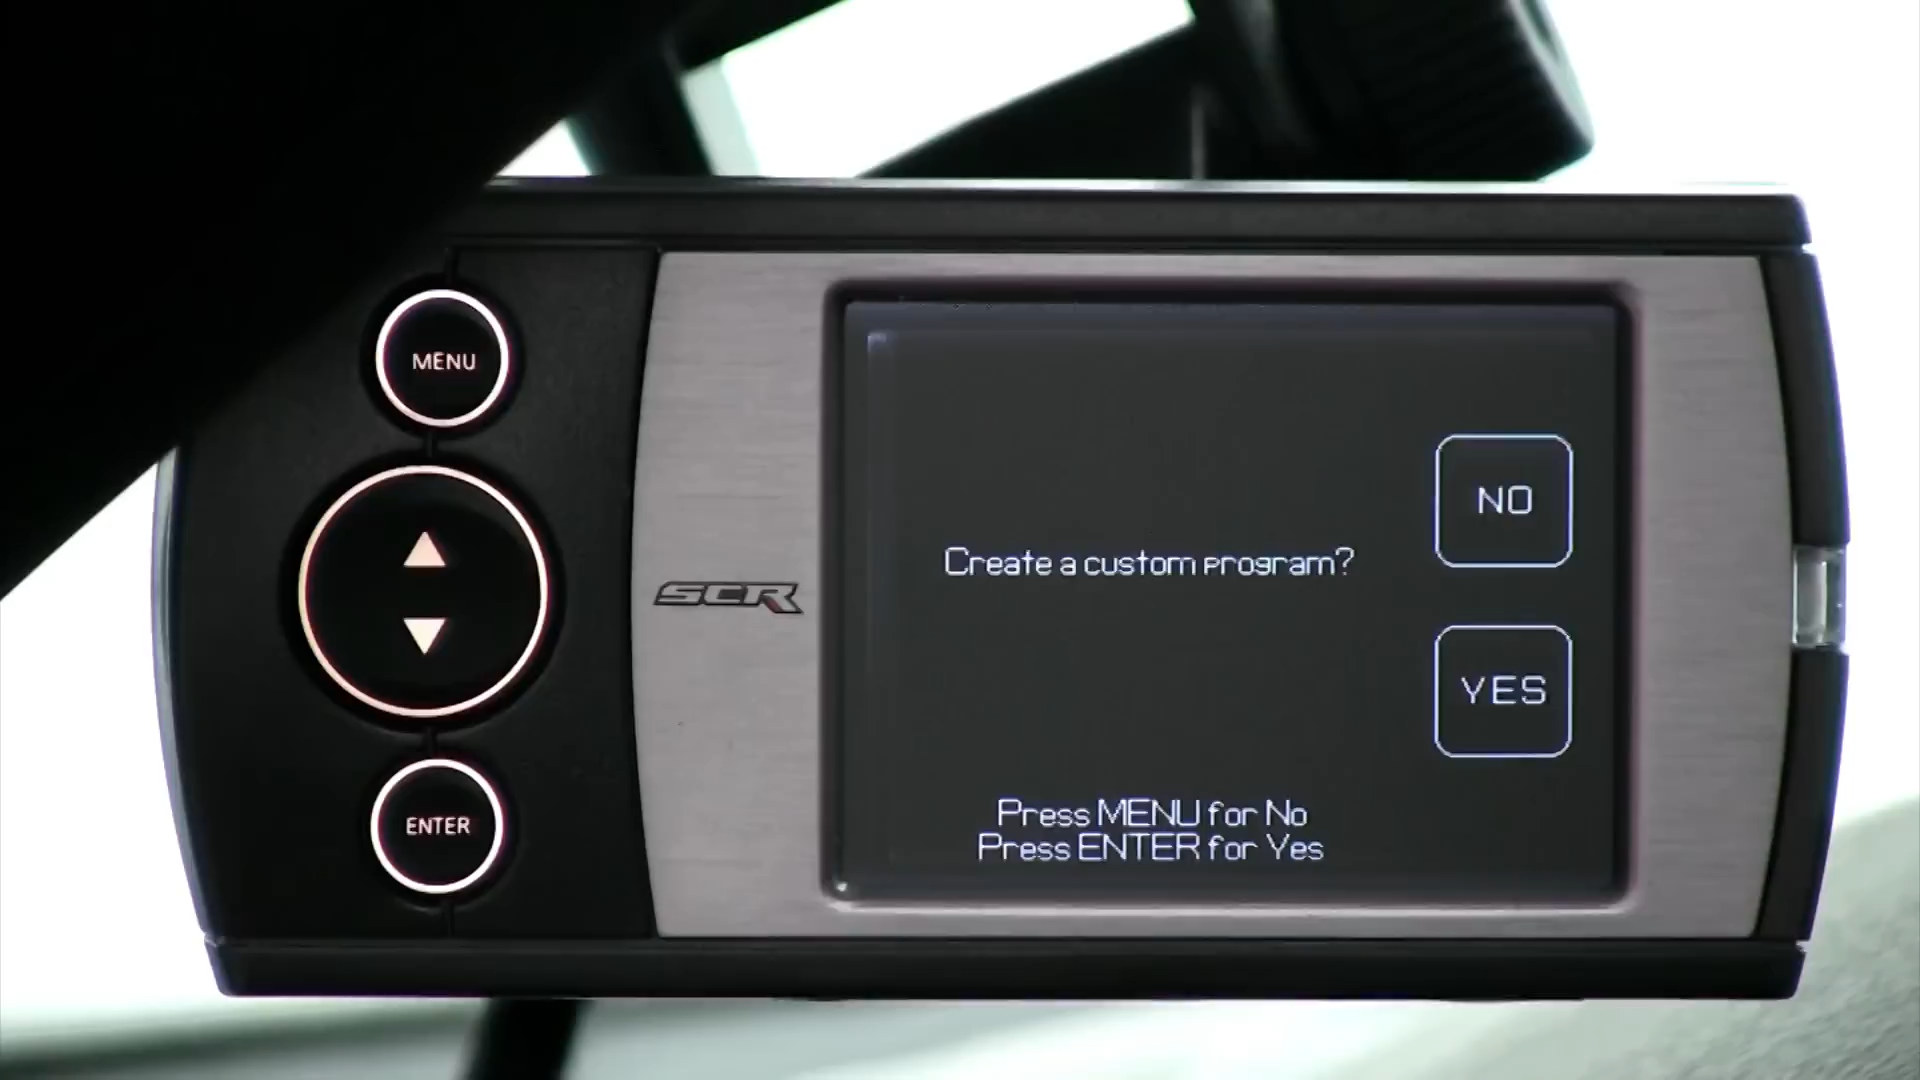 MENU
ENTER
SCR
Create a custom program?
NO
YES
Press MENU for No
Press ENTER for Yes